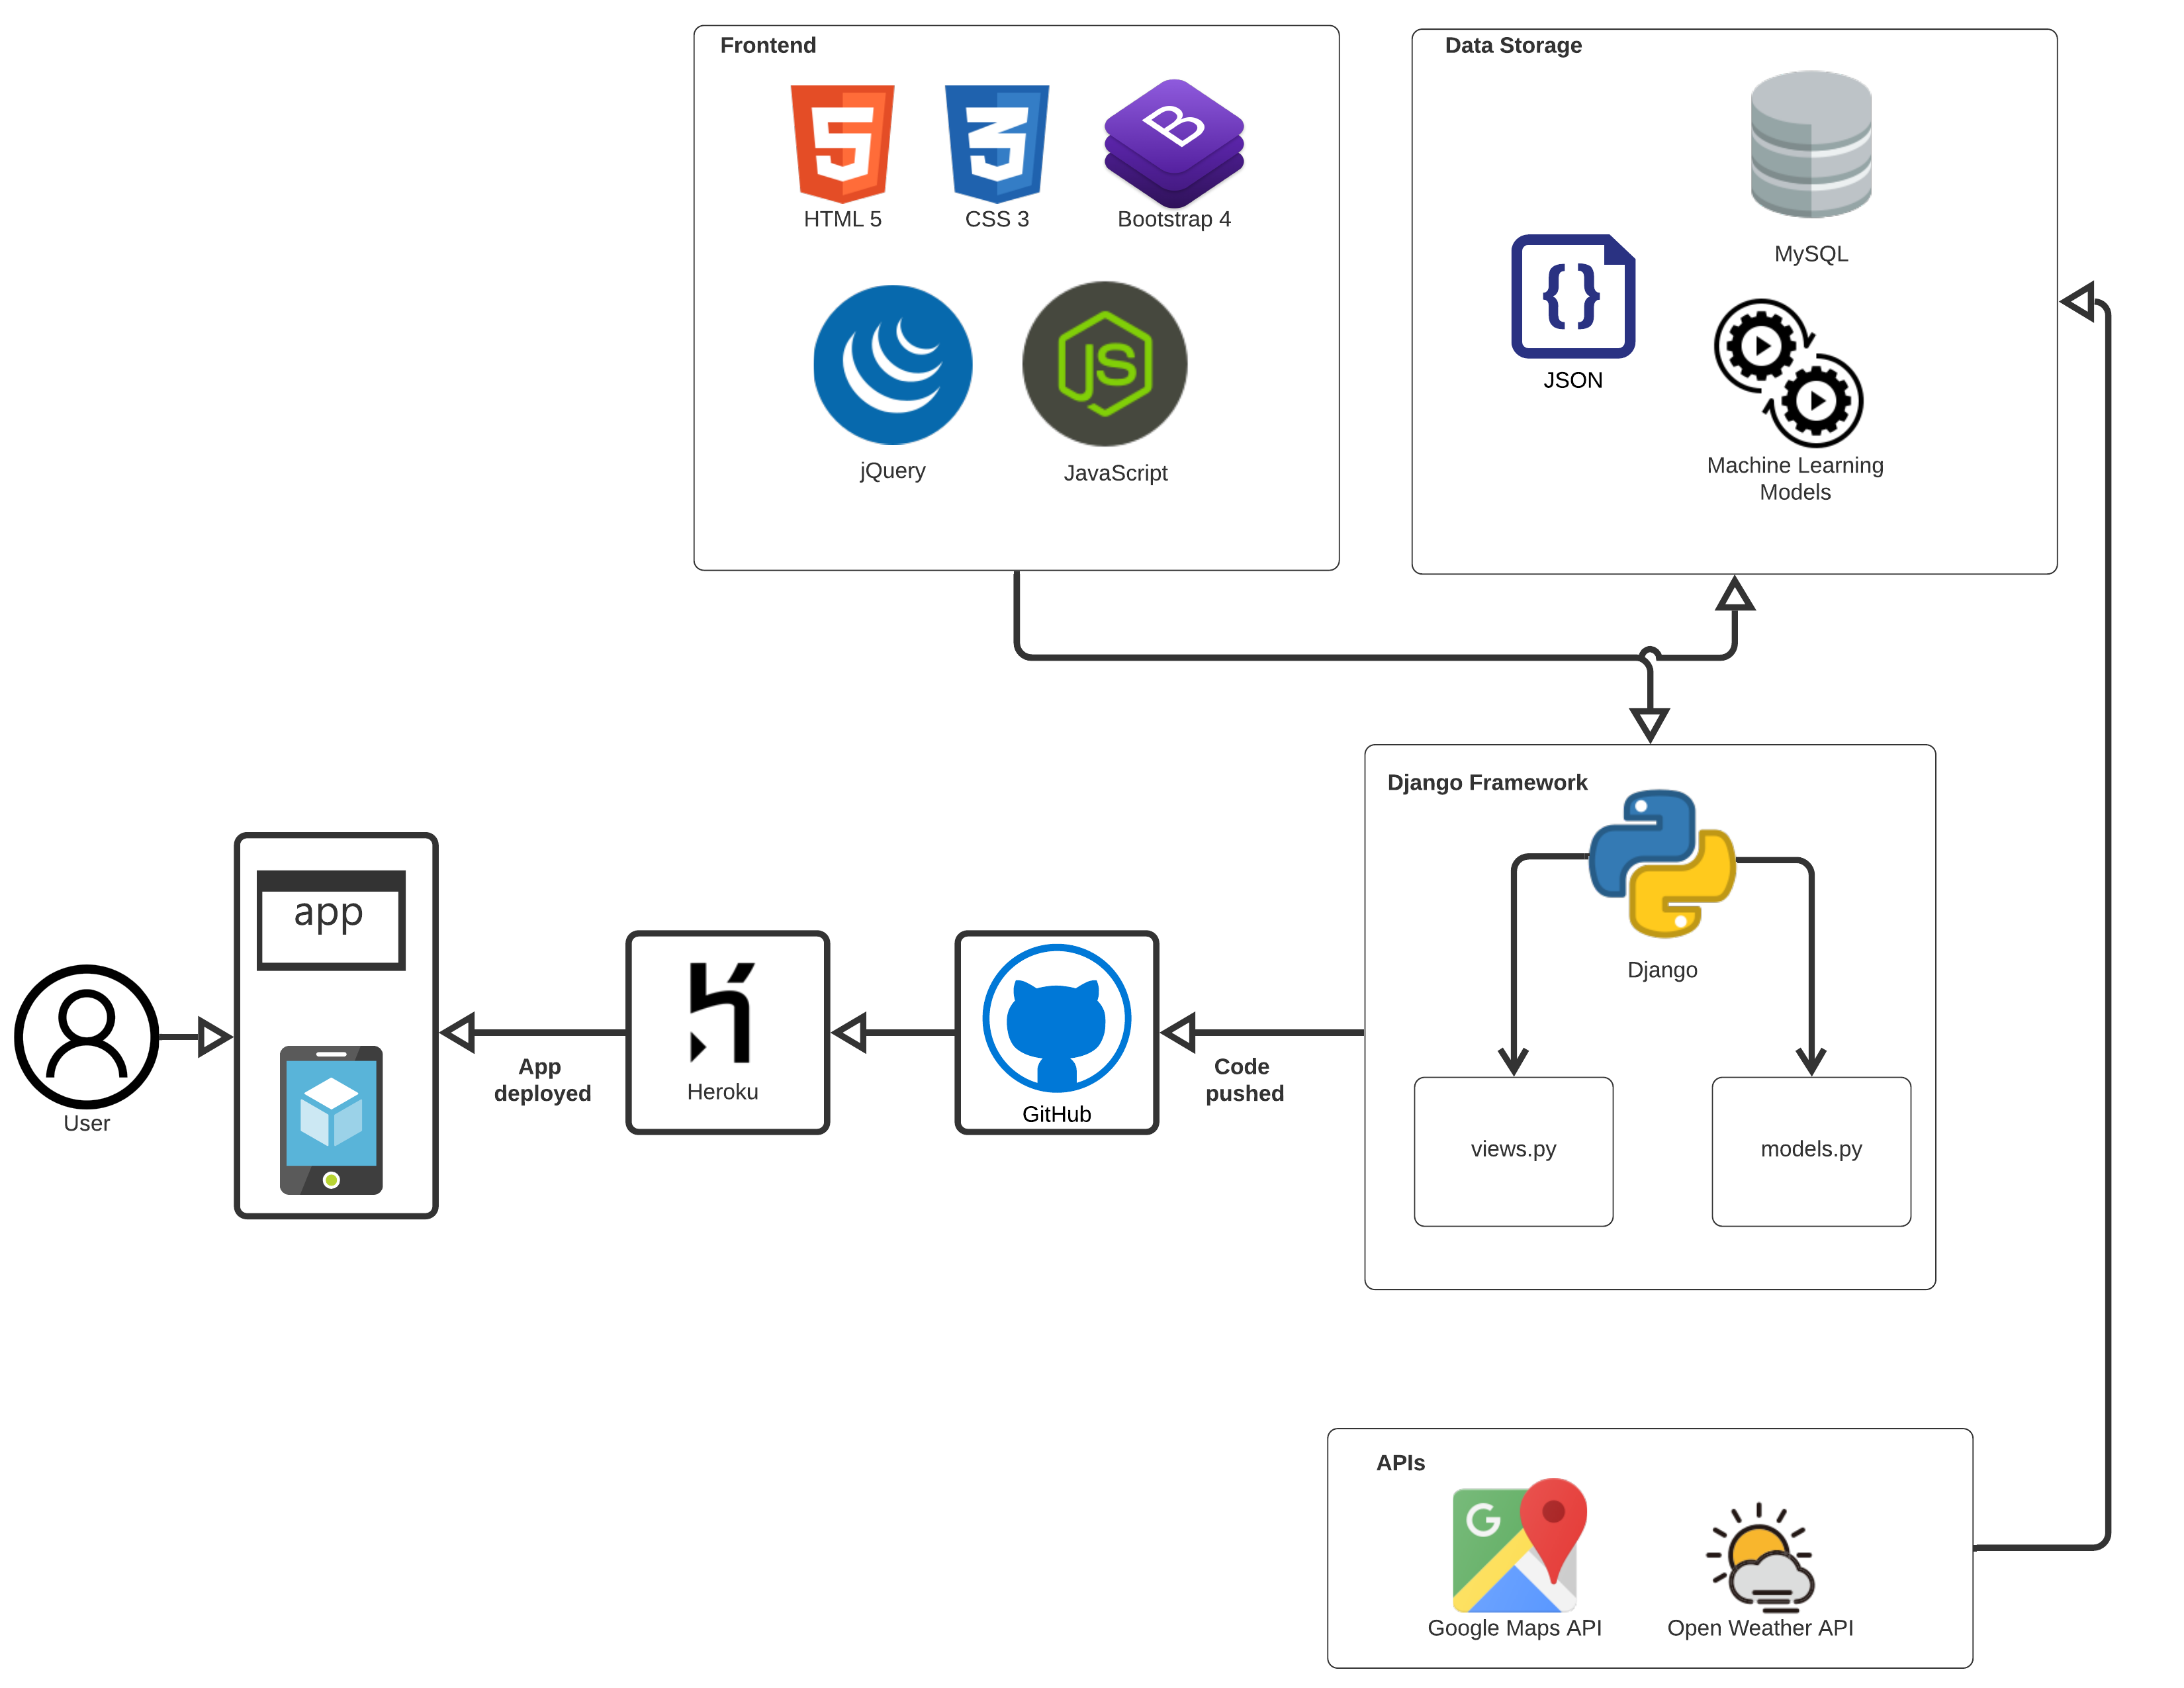 Frontend
HTML 5
CSS 3
B
Bootstrap 4
jQuery
JS
JavaScript
Data Storage
MySQL
{}
JSON
Machine Learning
Models
Django Framework
Django
views.py
models.py
app
User
App
deployed
Heroku
GitHub
Code
pushed
APIs
G
Google Maps API
Open Weather API